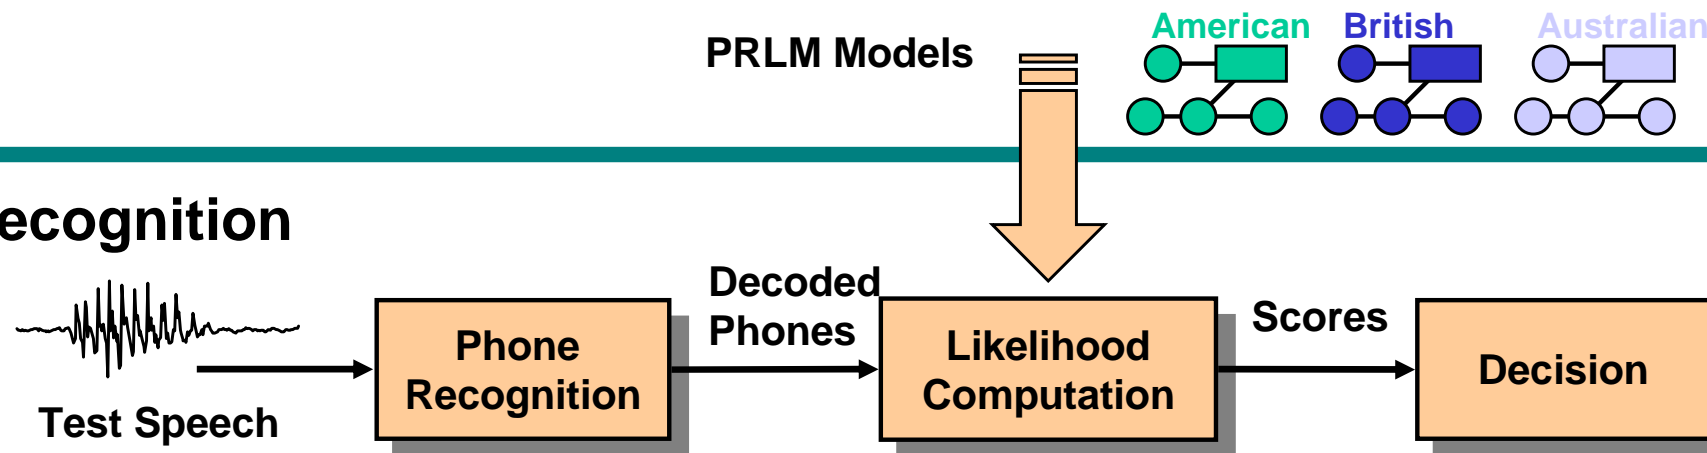 American British Australian
PRLM Models
ecognition
Decoded
Phones
Scores
Phone
Recognition
Likelihood
Computation
Decision
Test Speech